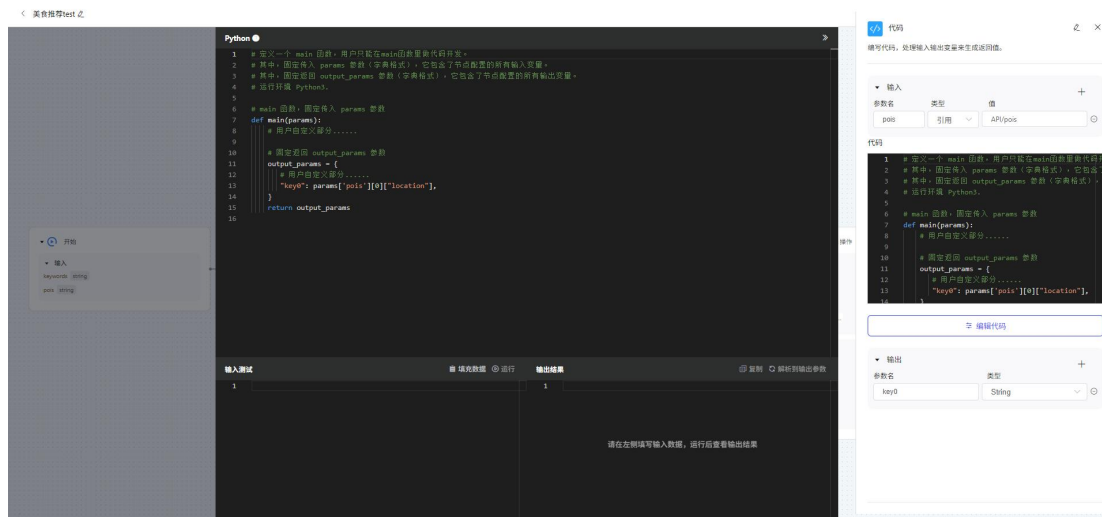 美食推荐test
Python
1 # 定义一个 main 函数，用户只能在main函数里做代码开发。
2 # 其中，固定传入 params 参数（字典格式），它包含了节点配置的所有输入变量。
3 # 其中，固定返回 output_params 参数（字典格式），它包含了节点配置的所有输出变量。
4 # 运行环境 Python3。
5
6 # main 函数，固定传入 params 参数
7 def main(params):
8 # 用户自定义部分......
9
10 # 固定返回 output_params 参数
11 output_params = {
12 # 用户自定义部分......
13 "key0": params['pois'][0]["location"],
14 }
15 return output_params
16
开始
输入
keywords string
pois string
操作
输入测试 填充数据 运行
1
输出结果 复制 解析到输出参数
1
请在左侧填写输入数据，运行后查看输出结果
</> 代码
编写代码，处理输入输出变量来生成返回值。
输入
参数名 类型 值
pois 引用 API/pois
代码
1 # 定义一个 main 函数，用户只能在main函数里做代码开
2 # 其中，固定传入 params 参数（字典格式），它包含了
3 # 其中，固定返回 output_params 参数（字典格式），
4 # 运行环境 Python3。
5
6 # main 函数，固定传入 params 参数
7 def main(params):
8 # 用户自定义部分......
9
10 # 固定返回 output_params 参数
11 output_params = {
12 # 用户自定义部分......
13 "key0": params['pois'][0]["location"],
14 }
编辑代码
输出
参数名 类型
key0 String